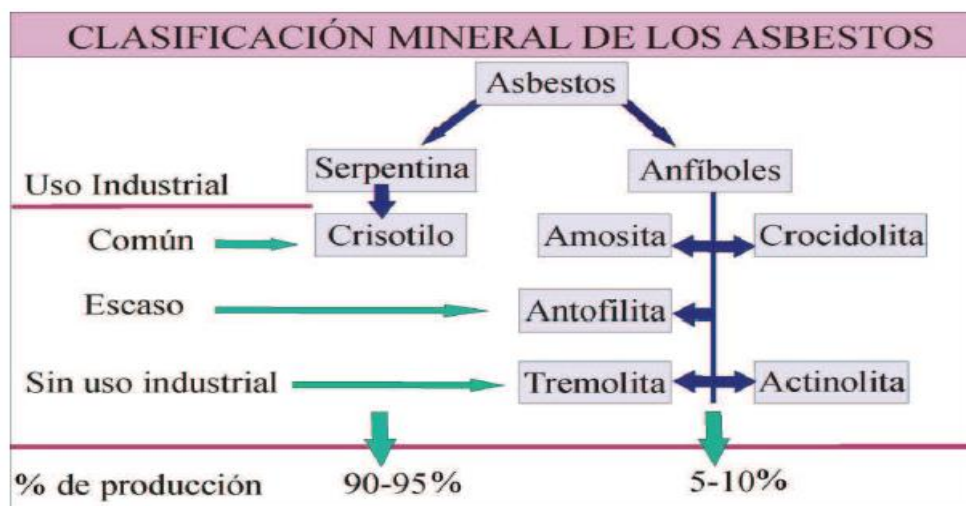 CLASIFICACIÓN MINERAL DE LOS ASBESTOS
Asbestos
Serpentina
Anfíboles
Uso Industrial
Común
Crisotilo
Amosita
Crocidolita
Escaso
Antofilita
Sin uso industrial
Tremolita
Actinolita
% de producción
90-95%
5-10%